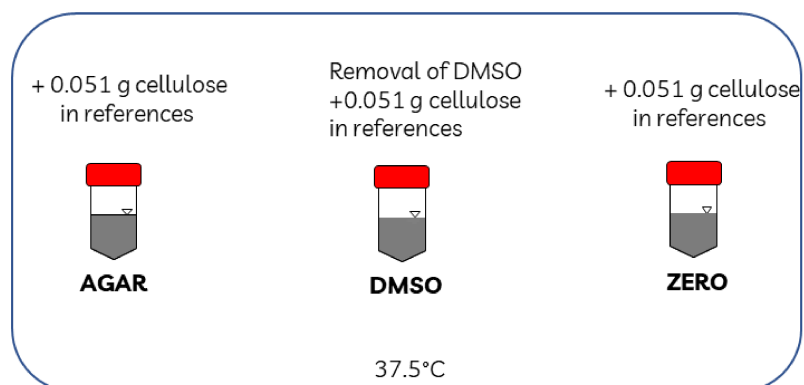 + 0.051 g cellulose
in references
Removal of DMSO
+0.051 g cellulose
in references
+ 0.051 g cellulose
in references
AGAR
DMSO
ZERO
37.5°C